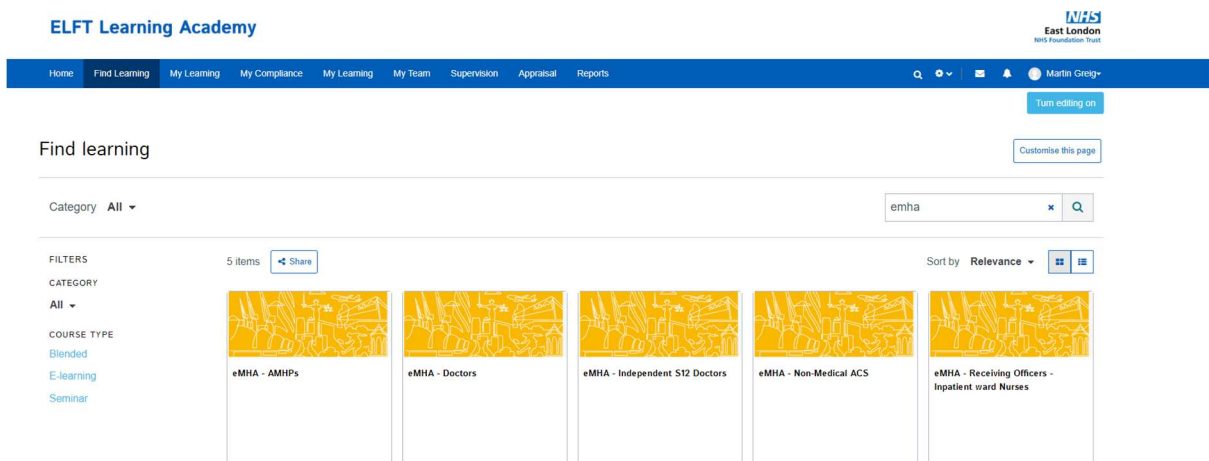 ELFT Learning Academy
NHS
East London
NHS Foundation Trust
Home Find Learning My Learning My Compliance My Learning My Team Supervision Appraisal Reports Martin Greig
Turn editing on
Find learning
Customise this page
Category All
emha
FILTERS
5 items Share
Sort by Relevance
CATEGORY
All
COURSE TYPE
Blended
E-learning
Seminar
eMHA - AMHPs
eMHA - Doctors
eMHA - Independent S12 Doctors
eMHA - Non-Medical ACS
eMHA - Receiving Officers -
Inpatient ward Nurses